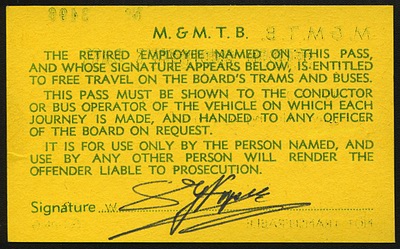 M. & M. T. B.
THE RETIRED EMPLOYEE NAMED ON THIS PASS,
AND WHOSE SIGNATURE APPEARS BELOW, IS ENTITLED
TO FREE TRAVEL ON THE BOARD'S TRAMS AND BUSES.
THIS PASS MUST BE SHOWN TO THE CONDUCTOR
OR BUS OPERATOR OF THE VEHICLE ON WHICH EACH
JOURNEY IS MADE, AND HANDED TO ANY OFFICER
OF THE BOARD ON REQUEST.
IT IS FOR USE ONLY BY THE PERSON NAMED, AND
USE BY ANY OTHER PERSON WILL RENDER THE
OFFENDER LIABLE TO PROSECUTION.
Signature